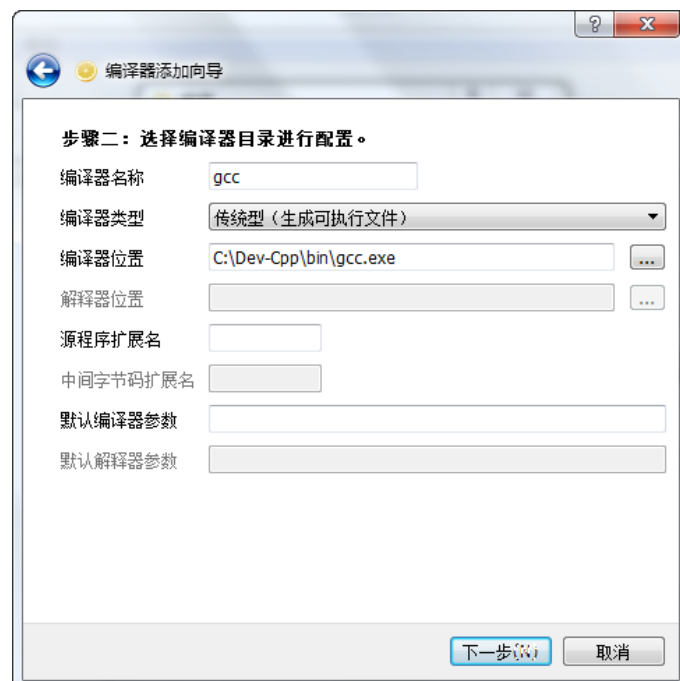 编译器添加向导
步骤二：选择编译器目录进行配置。
编译器名称 gcc
编译器类型 传统型（生成可执行文件）
编译器位置 C:\Dev-Cpp\bin\gcc.exe ...
解释器位置 ...
源程序扩展名
中间字节码扩展名
默认编译器参数
默认解释器参数
下一步(N) 取消